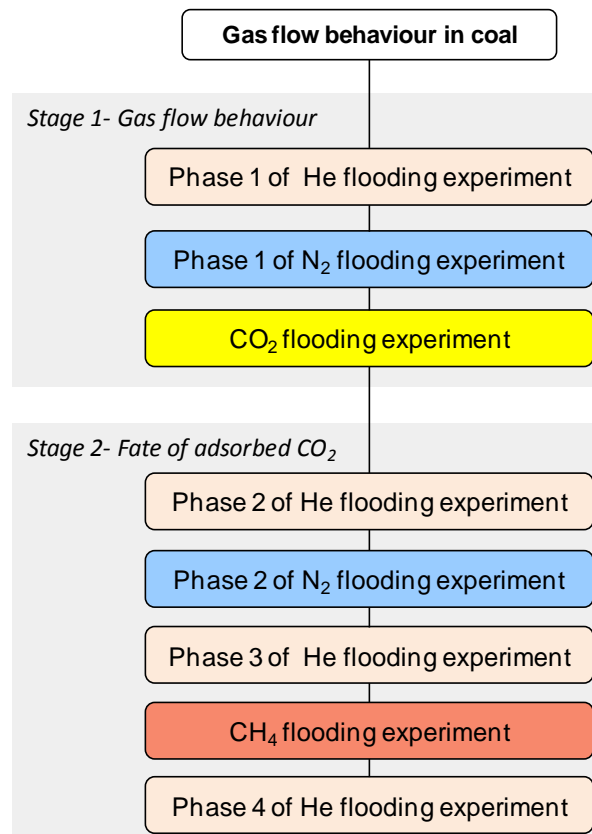 Gas flow behaviour in coal
Stage 1- Gas flow behaviour
Phase 1 of He flooding experiment
Phase 1 of N₂ flooding experiment
CO₂ flooding experiment
Stage 2- Fate of adsorbed CO₂
Phase 2 of He flooding experiment
Phase 2 of N₂ flooding experiment
Phase 3 of He flooding experiment
CH₄ flooding experiment
Phase 4 of He flooding experiment